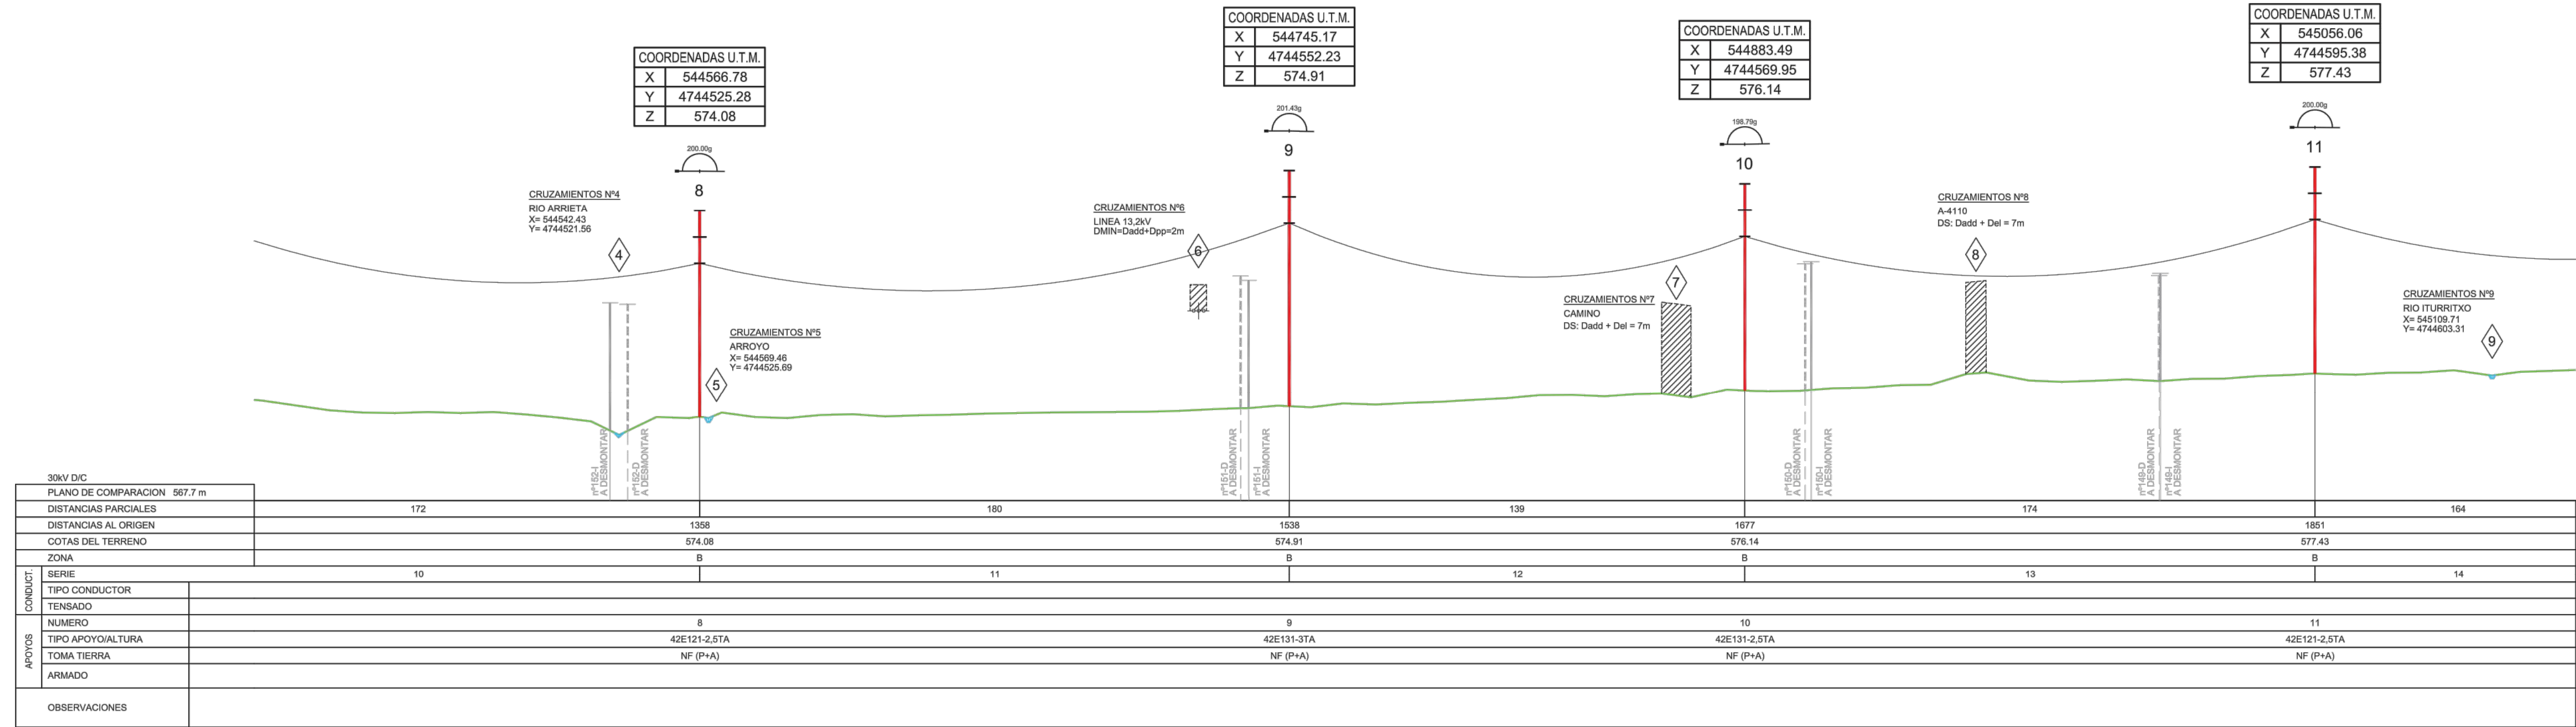 COORDENADAS U.T.M.
X 544566.78
Y 4744525.28
Z 574.08
200.00g
8
COORDENADAS U.T.M.
X 544745.17
Y 4744552.23
Z 574.91
201.43g
9
COORDENADAS U.T.M.
X 544883.49
Y 4744569.95
Z 576.14
198.79g
10
COORDENADAS U.T.M.
X 545056.06
Y 4744595.38
Z 577.43
200.00g
11
CRUZAMIENTOS Nº4
RIO ARRIETA
X= 544542.43
Y= 4744521.56
4
CRUZAMIENTOS Nº5
ARROYO
X= 544569.46
Y= 4744525.69
5
CRUZAMIENTOS Nº6
LINEA 13,2kV
DMIN=Dadd+Dpp=2m
6
CRUZAMIENTOS Nº7
CAMINO
DS: Dadd + Del = 7m
7
CRUZAMIENTOS Nº8
A-4110
DS: Dadd + Del = 7m
8
CRUZAMIENTOS Nº9
RIO ITURRITXO
X= 545109.71
Y= 4744603.31
9
nº152-I
A DESMONTAR
nº152-D
A DESMONTAR
nº151-D
A DESMONTAR
nº151-I
A DESMONTAR
nº150-D
A DESMONTAR
nº150-I
A DESMONTAR
nº149-D
A DESMONTAR
nº149-I
A DESMONTAR
30kV D/C
PLANO DE COMPARACION 567.7 m
DISTANCIAS PARCIALES 172 180 139 174 164
DISTANCIAS AL ORIGEN 1358 1538 1677 1851
COTAS DEL TERRENO 574.08 574.91 576.14 577.43
ZONA B B B B
CONDUCT.
SERIE 10 11 12 13 14
TIPO CONDUCTOR
TENSADO
APOYOS
NUMERO 8 9 10 11
TIPO APOYO/ALTURA 42E121-2,5TA 42E131-3TA 42E131-2,5TA 42E121-2,5TA
TOMA TIERRA NF (P+A) NF (P+A) NF (P+A) NF (P+A)
ARMADO
OBSERVACIONES